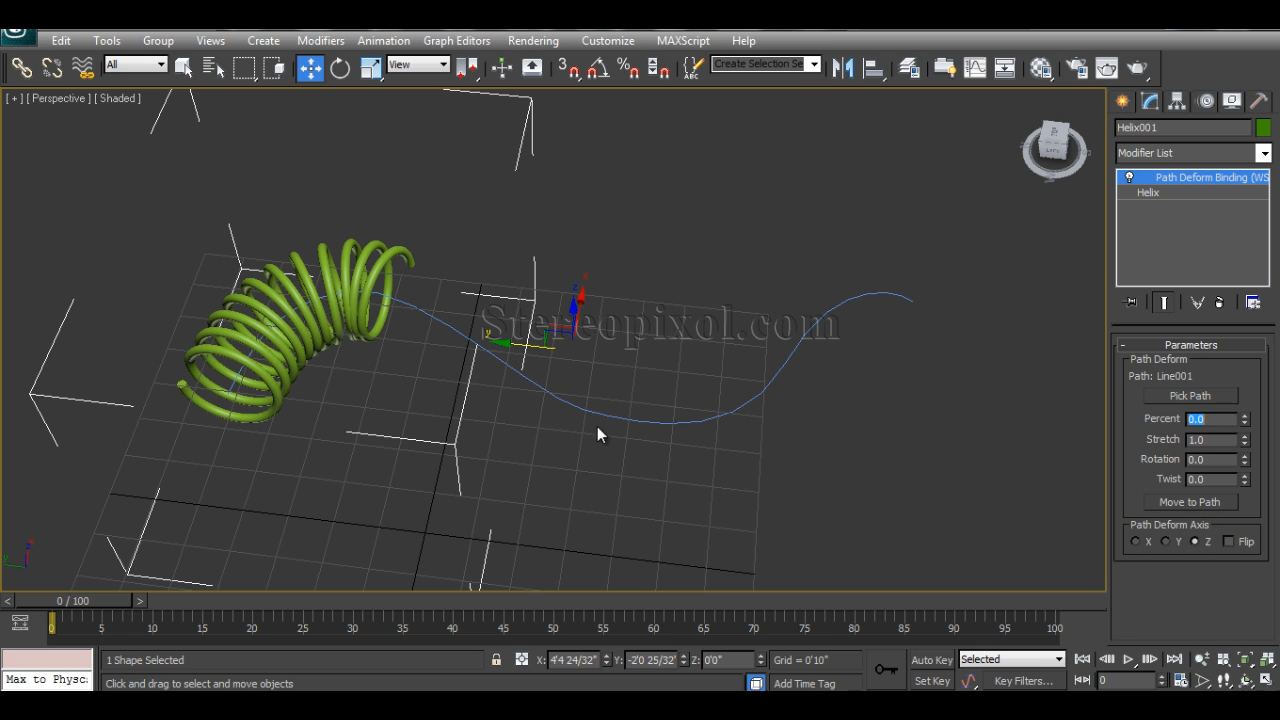 Edit Tools Group Views Create Modifiers Animation Graph Editors Rendering Customize MAXScript Help
All View 3 ABC Create Selection Se
[ + ] [ Perspective ] [ Shaded ]
Helix001
Modifier List
Path Deform Binding (WS
Helix
Stereopixol.com
x
z
y
- Parameters
Path Deform
Path: Line001
Pick Path
Percent 0.0
Stretch 1.0
Rotation 0.0
Twist 0.0
Move to Path
Path Deform Axis
X Y Z Flip
< 0 / 100 >
0 5 10 15 20 25 30 35 40 45 50 55 60 65 70 75 80 85 90 95 100
1 Shape Selected X: 4'4 24/32" Y: -2'0 25/32" Z: 0'0" Grid = 0'10" Auto Key Selected
Max to Physc: Click and drag to select and move objects Add Time Tag Set Key Key Filters... 0